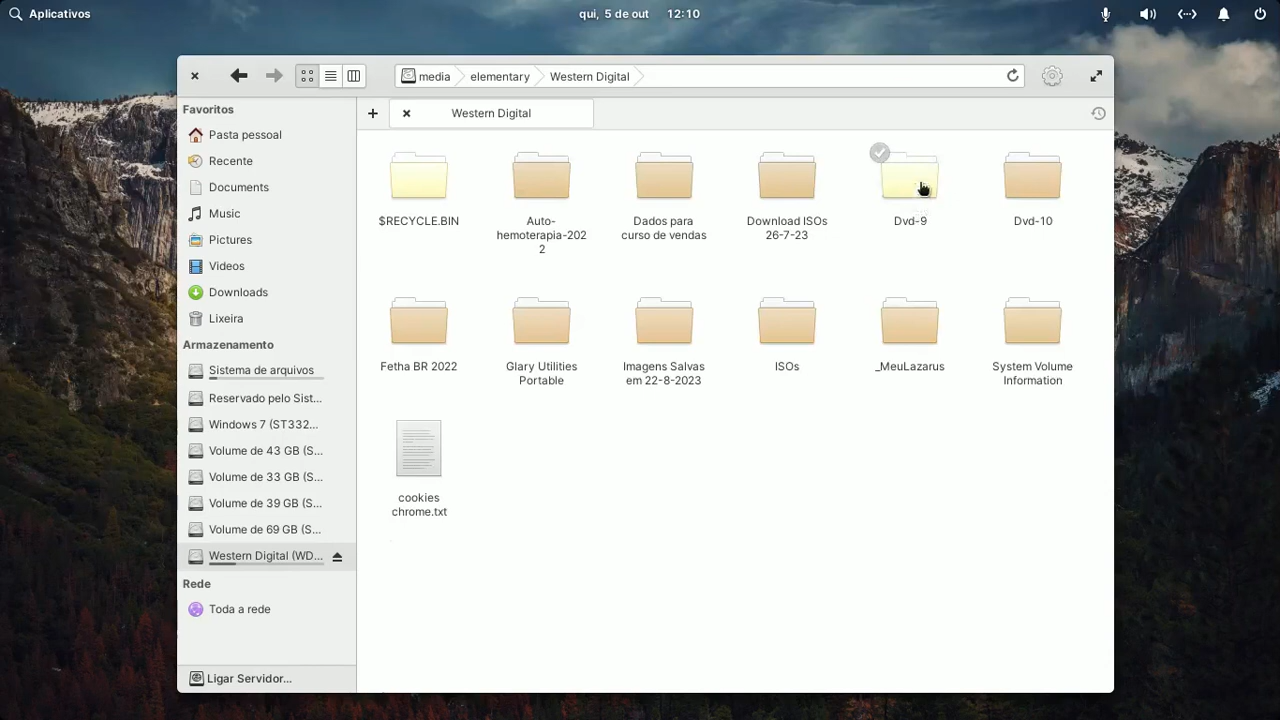 Aplicativos
qui, 5 de out 12:10
media elementary Western Digital
Western Digital
Favoritos
Pasta pessoal
Recente
Documents
Music
Pictures
Videos
Downloads
Lixeira
Armazenamento
Sistema de arquivos
Reservado pelo Sist...
Windows 7 (ST332...
Volume de 43 GB (S...
Volume de 33 GB (S...
Volume de 39 GB (S...
Volume de 69 GB (S...
Western Digital (WD...
Rede
Toda a rede
Ligar Servidor...
$RECYCLE.BIN
Auto-
hemoterapia-202
2
Dados para
curso de vendas
Download ISOs
26-7-23
Dvd-9
Dvd-10
Fetha BR 2022
Glary Utilities
Portable
Imagens Salvas
em 22-8-2023
ISOs
_MeuLazarus
System Volume
Information
cookies
chrome.txt